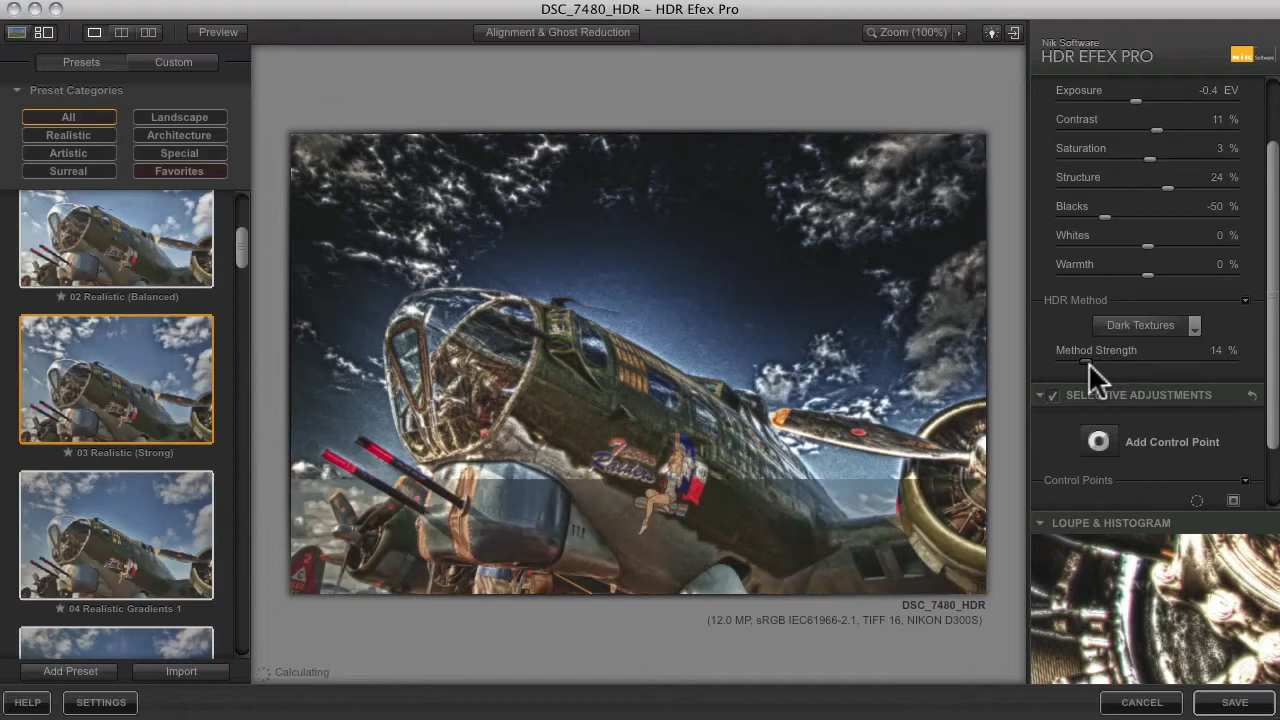 DSC_7480_HDR – HDR Efex Pro
Preview
Alignment & Ghost Reduction
Zoom (100%)
Presets
Custom
Preset Categories
All
Landscape
Realistic
Architecture
Artistic
Special
Surreal
Favorites
02 Realistic (Balanced)
03 Realistic (Strong)
04 Realistic Gradients 1
Add Preset
Import
HELP
SETTINGS
Calculating
DSC_7480_HDR
(12.0 MP, sRGB IEC61966-2.1, TIFF 16, NIKON D300S)
Nik Software
HDR EFEX PRO
nik Software
Exposure -0.4 EV
Contrast 11 %
Saturation 3 %
Structure 24 %
Blacks -50 %
Whites 0 %
Warmth 0 %
HDR Method
Dark Textures
Method Strength 14 %
SELECTIVE ADJUSTMENTS
Add Control Point
Control Points
LOUPE & HISTOGRAM
CANCEL
SAVE